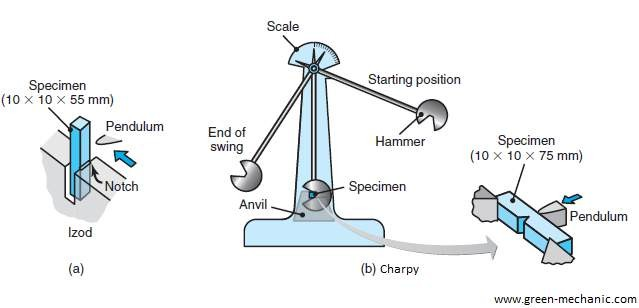 Scale
Specimen
(10 × 10 × 55 mm)
Pendulum
Notch
Izod
(a)
Starting position
End of
swing
Hammer
Specimen
Anvil
(b) Charpy
Specimen
(10 × 10 × 75 mm)
Pendulum
www.green-mechanic.com